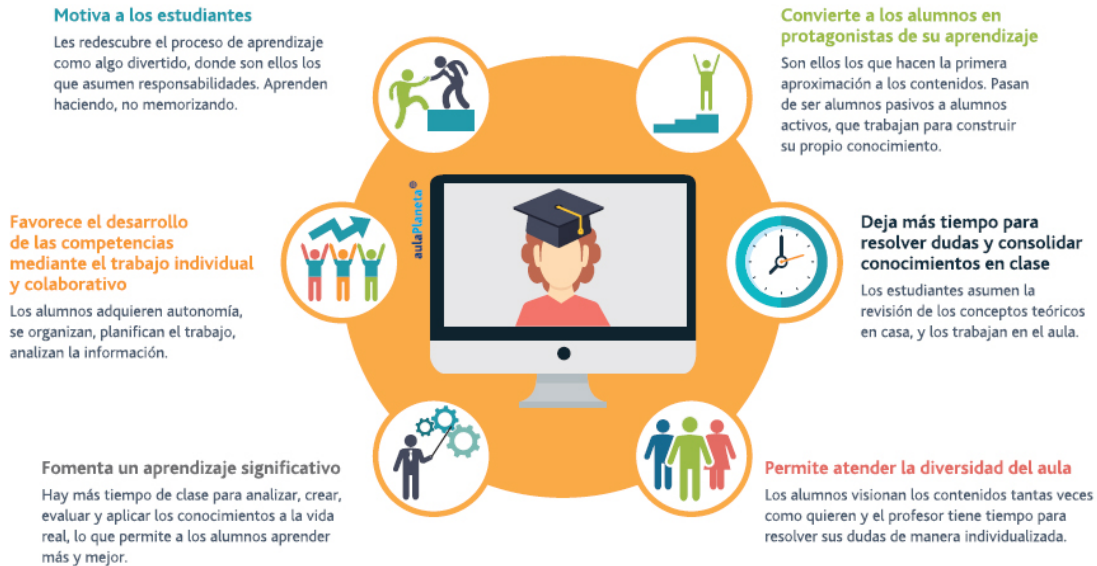 Motiva a los estudiantes
Les redescubre el proceso de aprendizaje
como algo divertido, donde son ellos los
que asumen responsabilidades. Aprenden
haciendo, no memorizando.
Convierte a los alumnos en
protagonistas de su aprendizaje
Son ellos los que hacen la primera
aproximación a los contenidos. Pasan
de ser alumnos pasivos a alumnos
activos, que trabajan para construir
su propio conocimiento.
aulaPlaneta
Favorece el desarrollo
de las competencias
mediante el trabajo individual
y colaborativo
Los alumnos adquieren autonomía,
se organizan, planifican el trabajo,
analizan la información.
Deja más tiempo para
resolver dudas y consolidar
conocimientos en clase
Los estudiantes asumen la
revisión de los conceptos teóricos
en casa, y los trabajan en el aula.
Fomenta un aprendizaje significativo
Hay más tiempo de clase para analizar, crear,
evaluar y aplicar los conocimientos a la vida
real, lo que permite a los alumnos aprender
más y mejor.
Permite atender la diversidad del aula
Los alumnos visionan los contenidos tantas veces
como quieren y el profesor tiene tiempo para
resolver sus dudas de manera individualizada.